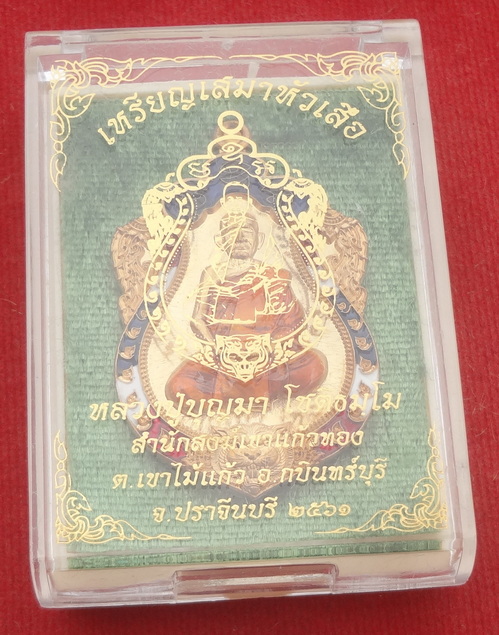 เหรียญเสมาหัวเสือ
หลวงปู่บุญมา โชติธมฺโม
สำนักสงฆ์เขาแก้วทอง
ต.เขาไม้แก้ว อ.กบินทร์บุรี
จ.ปราจีนบุรี ๒๕๖๑